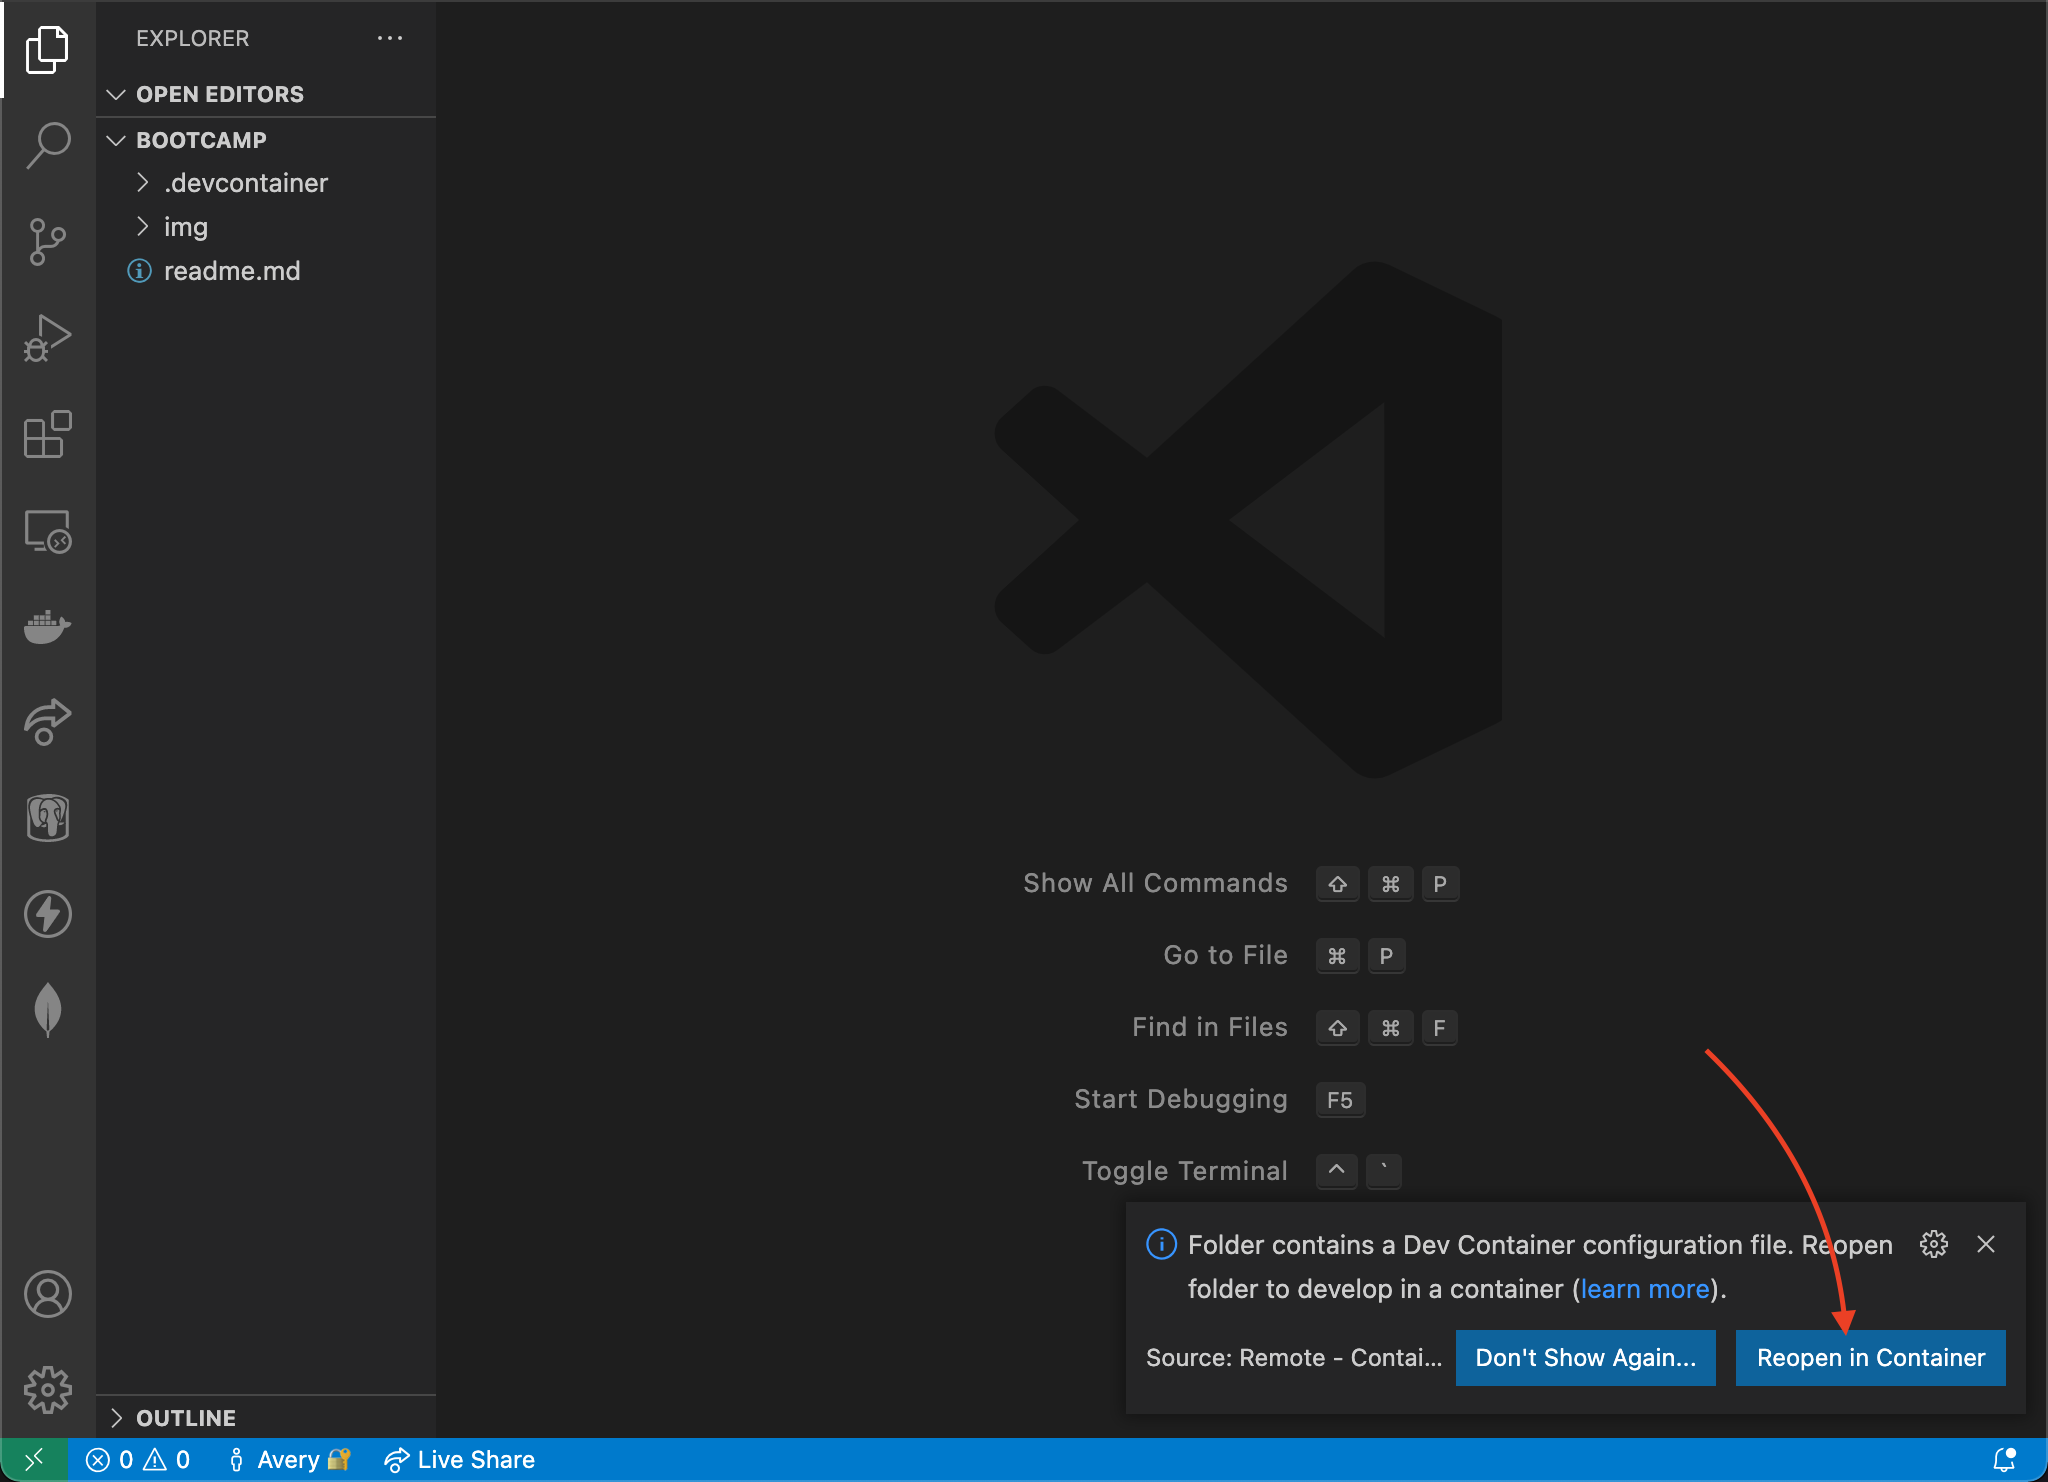 EXPLORER
OPEN EDITORS
BOOTCAMP
.devcontainer
img
readme.md
Show All Commands ⇧ ⌘ P
Go to File ⌘ P
Find in Files ⇧ ⌘ F
Start Debugging F5
Toggle Terminal ^ `
Folder contains a Dev Container configuration file. Reopen
folder to develop in a container (learn more).
Source: Remote - Contai... Don't Show Again... Reopen in Container
OUTLINE
0 0 Avery 🔐 Live Share